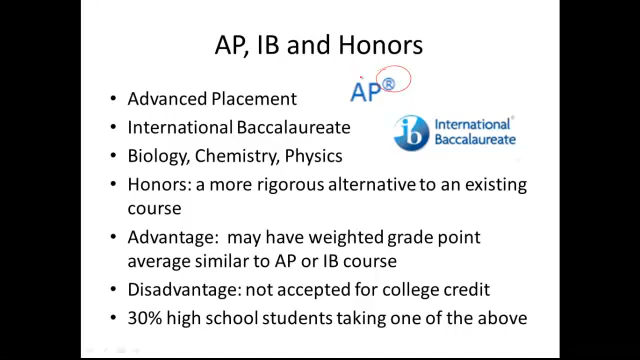 AP, IB and Honors
AP®
• Advanced Placement
• International Baccalaureate
ib International Baccalaureate®
• Biology, Chemistry, Physics
• Honors: a more rigorous alternative to an existing
course
• Advantage: may have weighted grade point
average similar to AP or IB course
• Disadvantage: not accepted for college credit
• 30% high school students taking one of the above